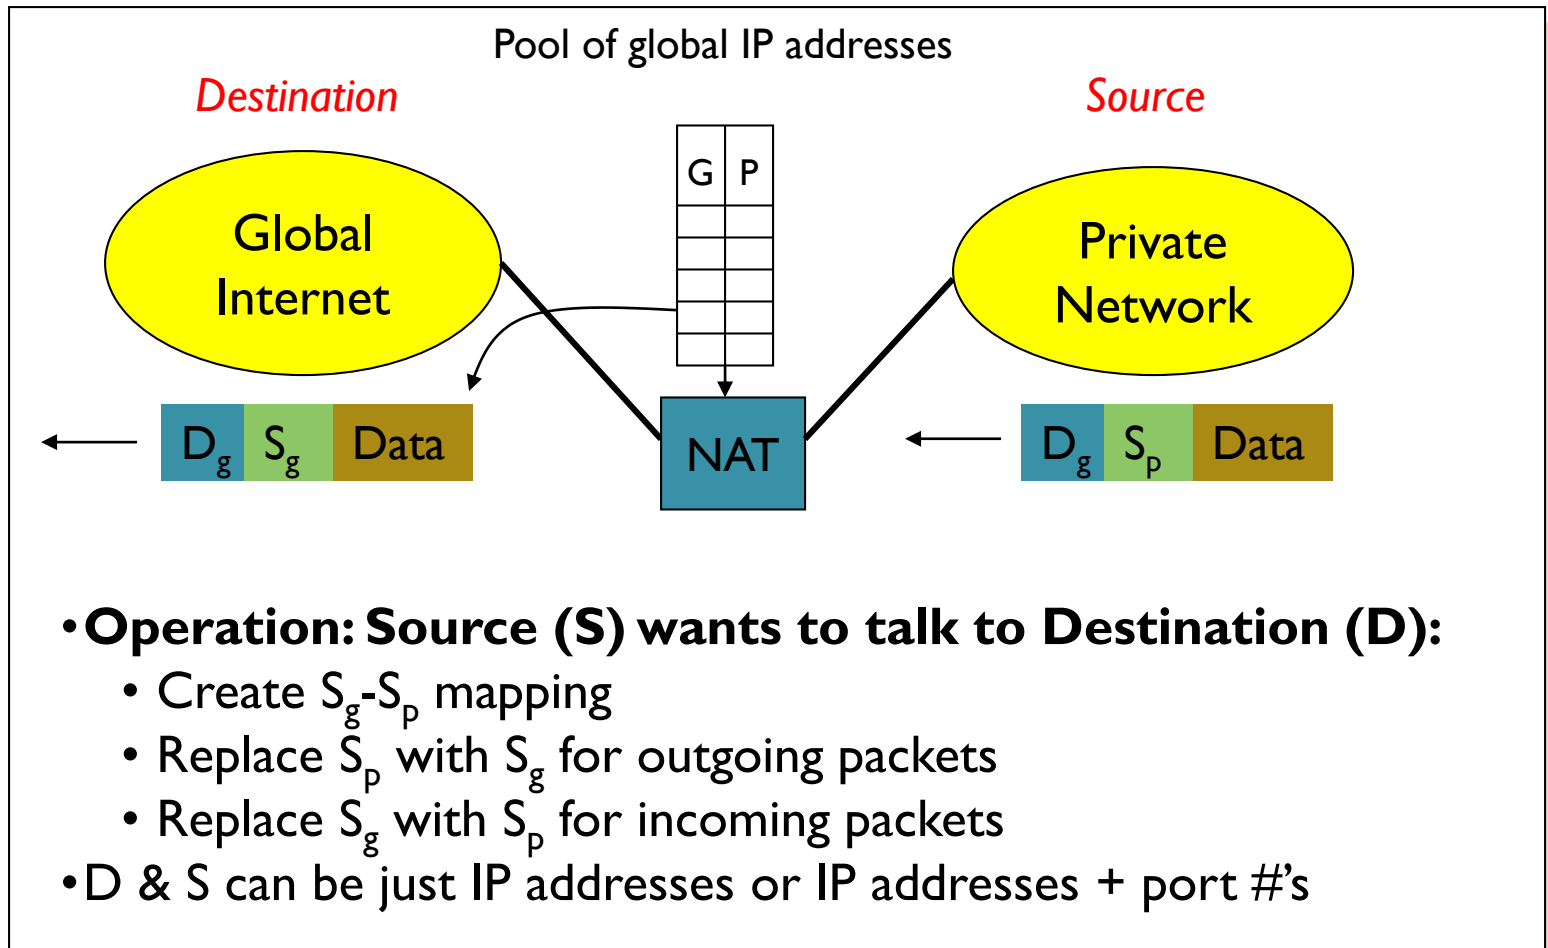 Pool of global IP addresses
Destination
Source
G P
Global
Internet
Private
Network
Dg Sg Data
NAT
Dg Sp Data
•Operation: Source (S) wants to talk to Destination (D):
• Create Sg-Sp mapping
• Replace Sp with Sg for outgoing packets
• Replace Sg with Sp for incoming packets
•D & S can be just IP addresses or IP addresses + port #’s